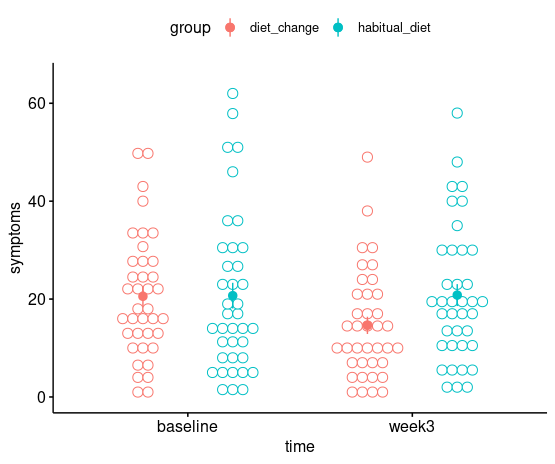 group diet_change habitual_diet
60
40
20
0
symptoms
baseline week3
time